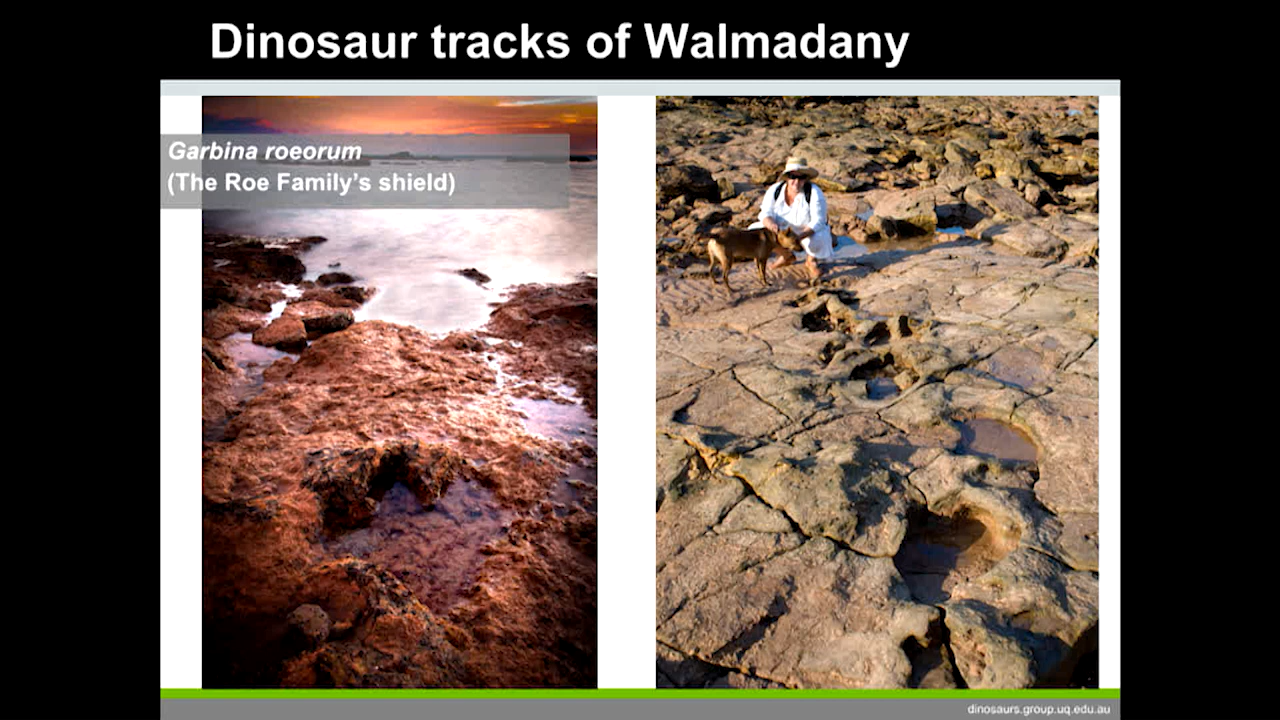 Dinosaur tracks of Walmadany
Garbina roeorum
(The Roe Family's shield)
dinosaurs.group.uq.edu.au